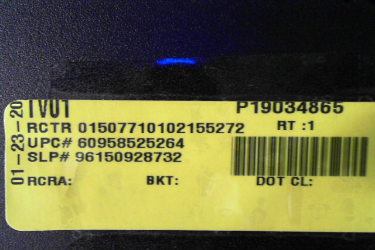 TV01 P19034865
RCTR 01507710102155272 RT :1
UPC# 60958525264
SLP# 96150928732
RCRA: BKT: DOT CL:
01-23-20